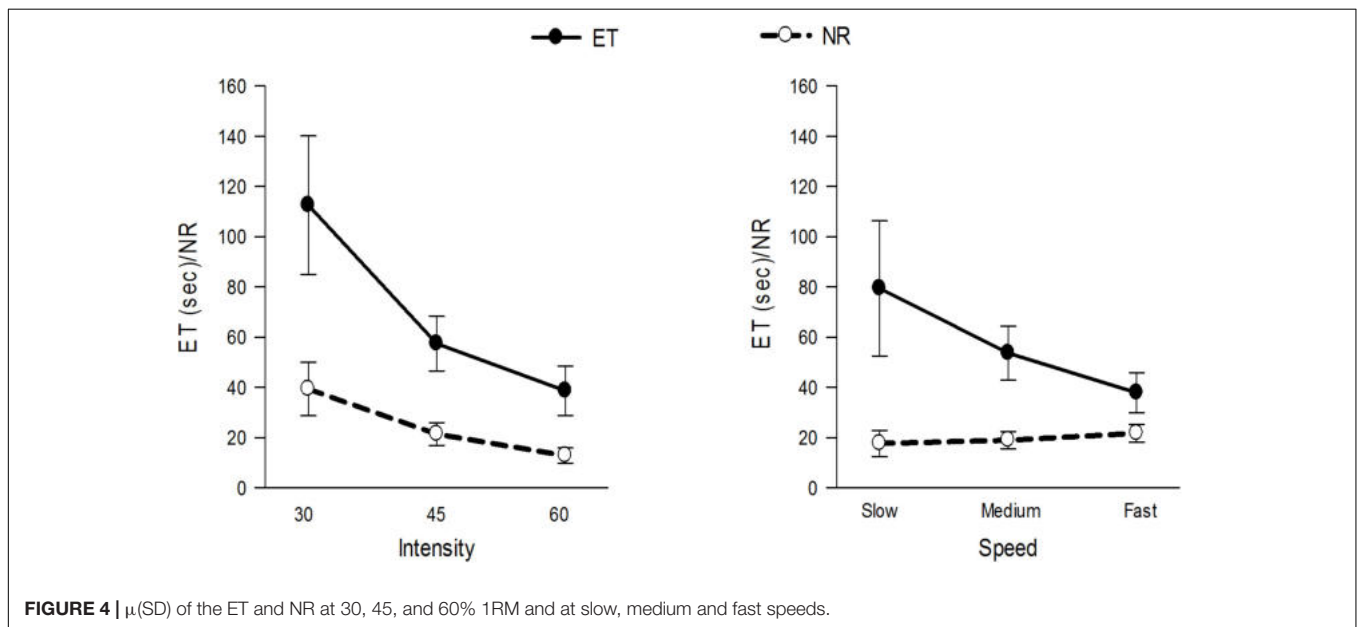 ET NR
160
140
120
100
80
60
40
20
0
ET (sec)/NR
30 45 60
Intensity
160
140
120
100
80
60
40
20
0
ET (sec)/NR
Slow Medium Fast
Speed
FIGURE 4 | μ(SD) of the ET and NR at 30, 45, and 60% 1RM and at slow, medium and fast speeds.